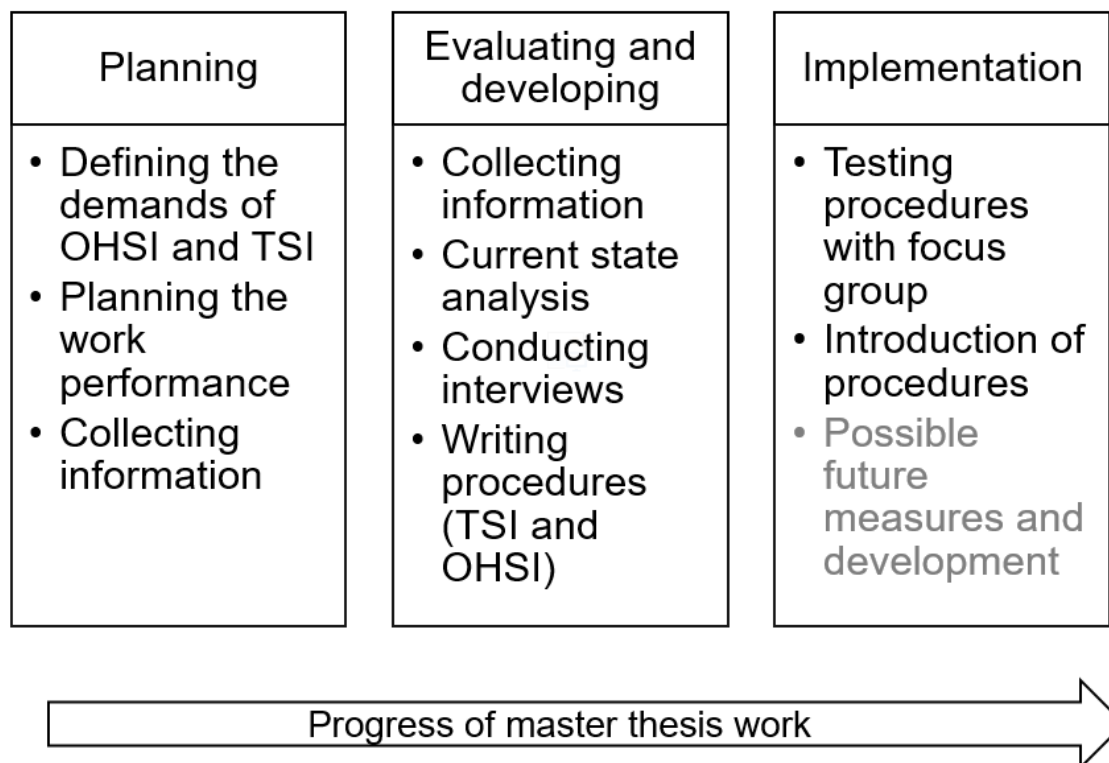 Planning
• Defining the
demands of
OHSI and TSI
• Planning the
work
performance
• Collecting
information
Evaluating and
developing
• Collecting
information
• Current state
analysis
• Conducting
interviews
• Writing
procedures
(TSI and
OHSI)
Implementation
• Testing
procedures
with focus
group
• Introduction of
procedures
• Possible
future
measures and
development
Progress of master thesis work